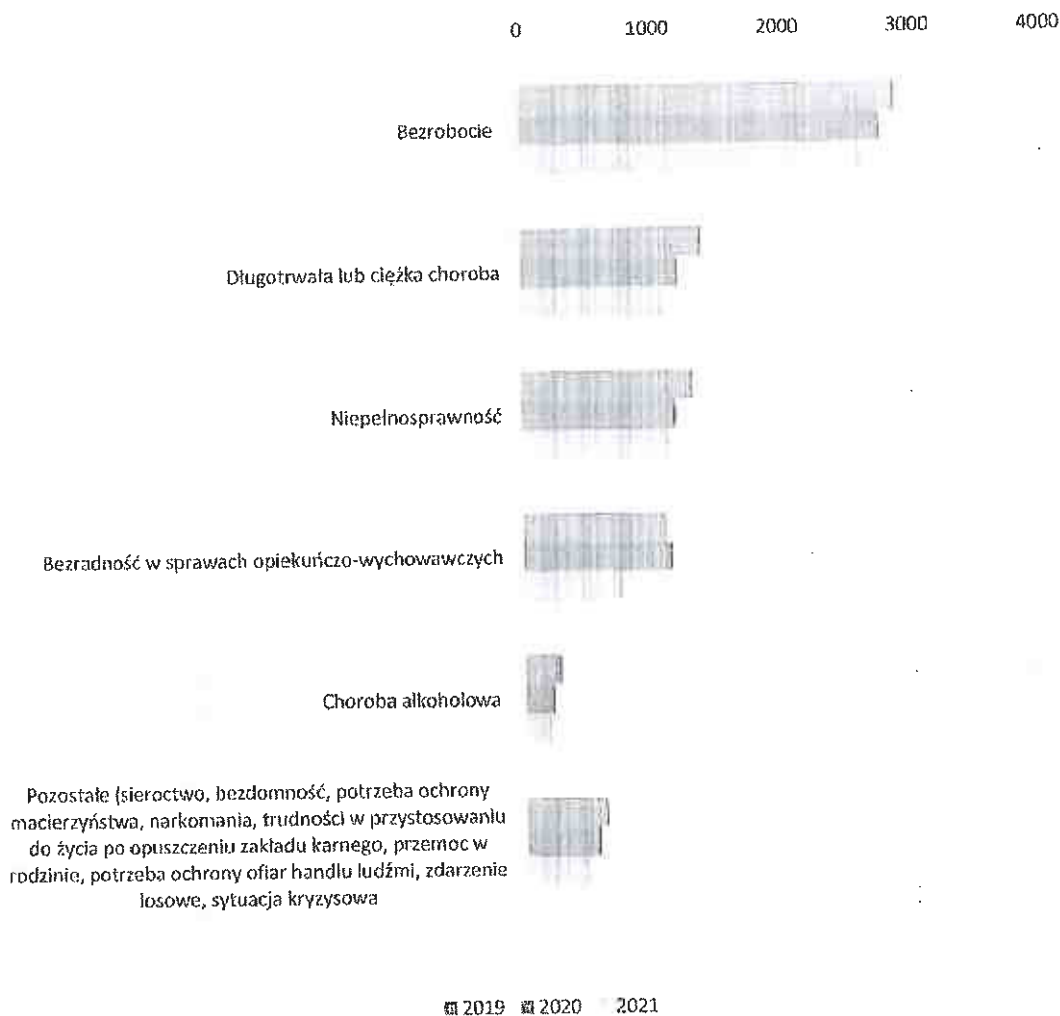 0 1000 2000 3000 4000
Bezrobocie
Długotrwała lub ciężka choroba
Niepełnosprawność
Bezradność w sprawach opiekuńczo-wychowawczych
Choroba alkoholowa
Pozostałe (sieroctwo, bezdomność, potrzeba ochrony
macierzyństwa, narkomania, trudności w przystosowaniu
do życia po opuszczeniu zakładu karnego, przemoc w
rodzinie, potrzeba ochrony ofiar handlu ludźmi, zdarzenie
losowe, sytuacja kryzysowa
2019 2020 2021